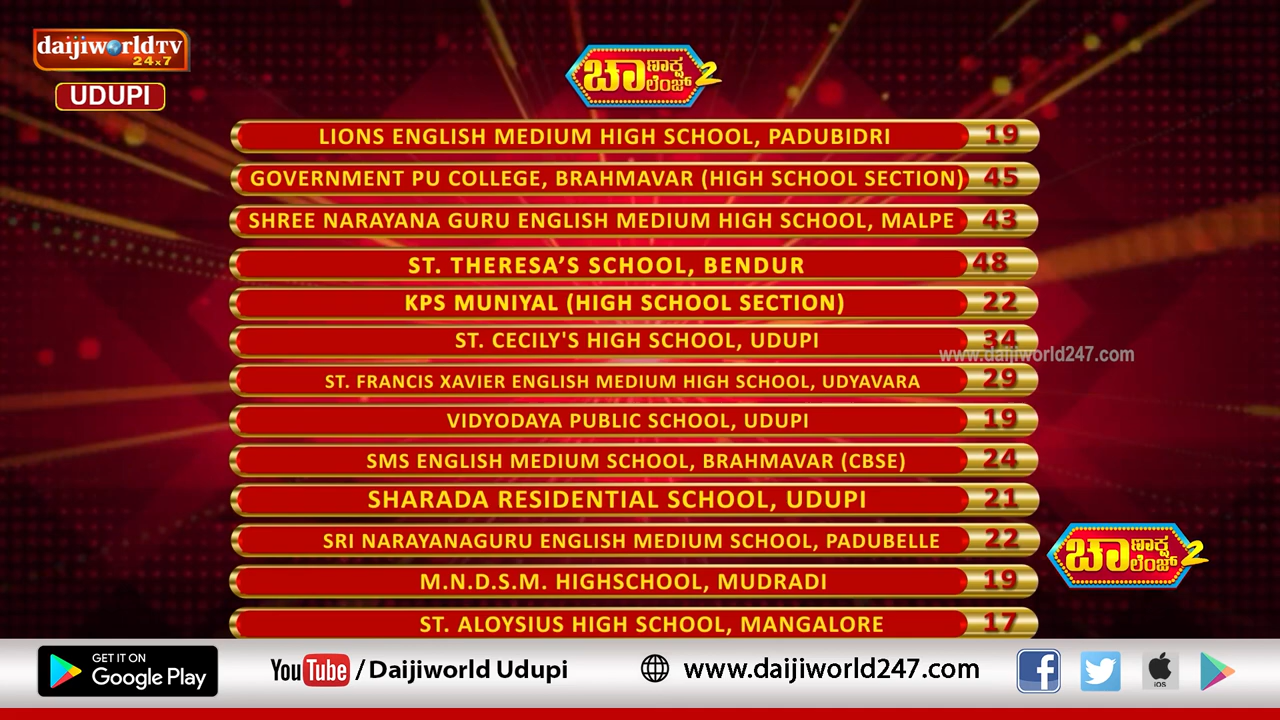 daijiworldTV
24x7
UDUPI
ಚಾಣಾಕ್ಷ
ಚಾಲೆಂಜ್ 2
LIONS ENGLISH MEDIUM HIGH SCHOOL, PADUBIDRI 19
GOVERNMENT PU COLLEGE, BRAHMAVAR (HIGH SCHOOL SECTION) 45
SHREE NARAYANA GURU ENGLISH MEDIUM HIGH SCHOOL, MALPE 43
ST. THERESA’S SCHOOL, BENDUR 48
KPS MUNIYAL (HIGH SCHOOL SECTION) 22
ST. CECILY'S HIGH SCHOOL, UDUPI 34
www.daijiworld247.com
ST. FRANCIS XAVIER ENGLISH MEDIUM HIGH SCHOOL, UDYAVARA 29
VIDYODAYA PUBLIC SCHOOL, UDUPI 19
SMS ENGLISH MEDIUM SCHOOL, BRAHMAVAR (CBSE) 24
SHARADA RESIDENTIAL SCHOOL, UDUPI 21
SRI NARAYANAGURU ENGLISH MEDIUM SCHOOL, PADUBELLE 22
ಚಾಣಾಕ್ಷ
ಚಾಲೆಂಜ್ 2
M.N.D.S.M. HIGHSCHOOL, MUDRADI 19
ST. ALOYSIUS HIGH SCHOOL, MANGALORE 17
GET IT ON
Google Play
YouTube /Daijiworld Udupi
www.daijiworld247.com
iOS